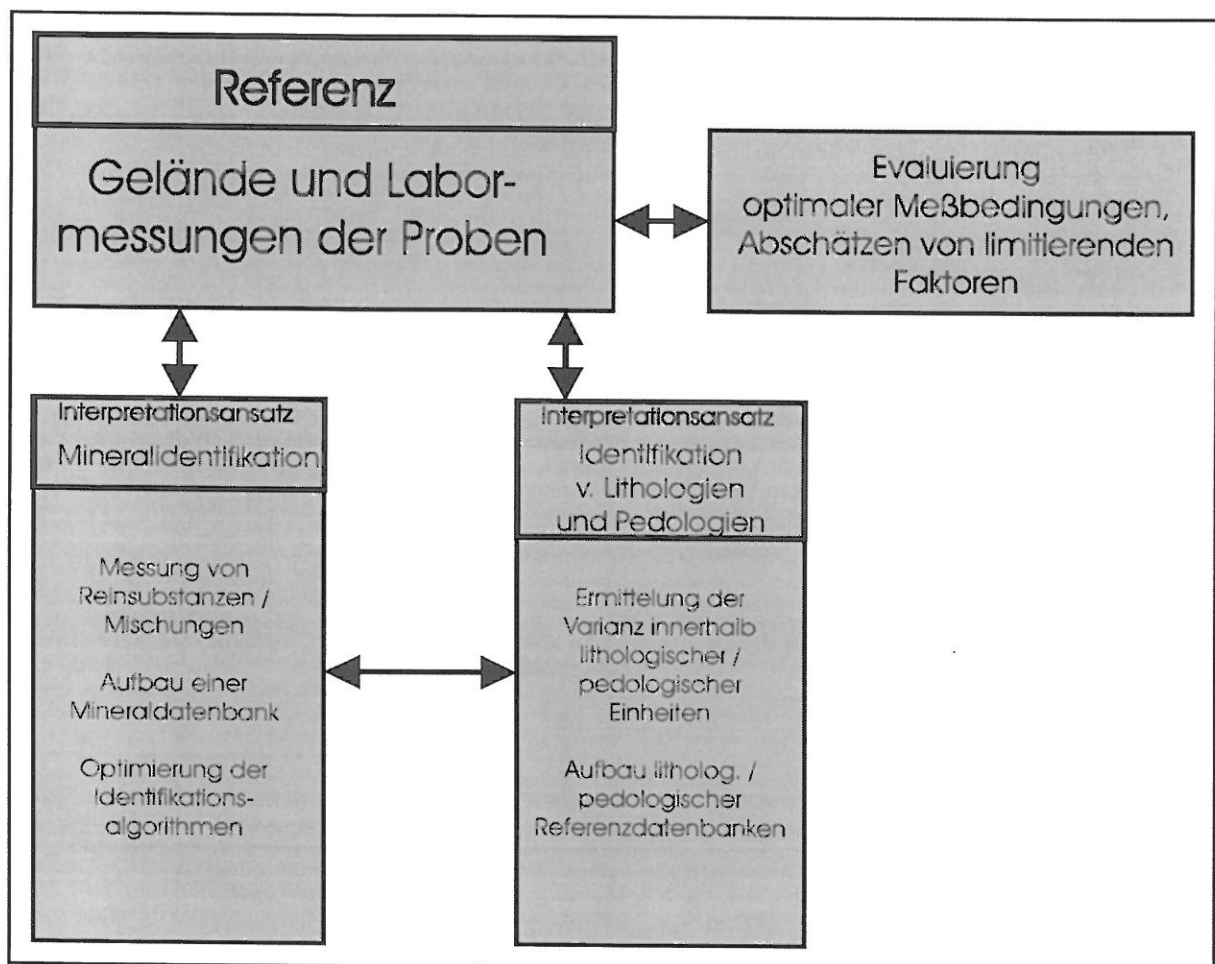 Referenz
Gelände und Labor-
messungen der Proben
Evaluierung
optimaler Meßbedingungen,
Abschätzen von limitierenden
Faktoren
Interpretationsansatz
Mineralidentifikation
Messung von
Reinsubstanzen /
Mischungen
Aufbau einer
Mineraldatenbank
Optimierung der
Identifikations-
algorithmen
Interpretationsansatz
Identifikation
v. Lithologien
und Pedologien
Ermittelung der
Varianz innerhalb
lithologischer /
pedologischer
Einheiten
Aufbau litholog. /
pedologischer
Referenzdatenbanken